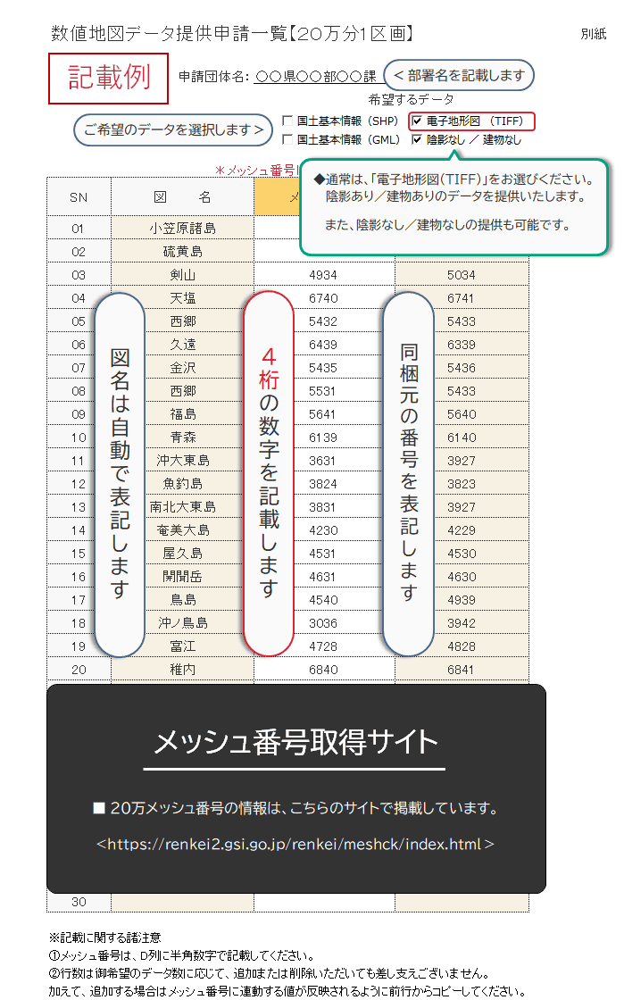 数値地図データ提供申請一覧【20万分1区画】
別紙
記載例
申請団体名： 〇〇県〇〇部〇〇課
＜ 部署名を記載します
希望するデータ
ご希望のデータを選択します＞
国土基本情報（SHP） 電子地形図 （TIFF）
国土基本情報（GML） 陰影なし ／ 建物なし
＊メッシュ番号
◆通常は、「電子地形図（TIFF）」をお選びください。
陰影あり／建物ありのデータを提供いたします。
また、陰影なし／建物なしの提供も可能です。
SN 図 名
01 小笠原諸島
02 硫黄島
03 剣山 4934 5034
04 天塩 6740 6741
05 西郷 5432 5433
06 久遠 6439 6339
07 金沢 5435 5436
08 西郷 5531 5433
09 福島 5641 5640
10 青森 6139 6140
11 沖大東島 3631 3927
12 魚釣島 3824 3823
13 南北大東島 3831 3927
14 奄美大島 4230 4229
15 屋久島 4531 4530
16 開聞岳 4631 4630
17 鳥島 4540 4939
18 沖ノ鳥島 3036 3942
19 富江 4728 4828
20 稚内 6840 6841
図名は自動で表記します
４桁の数字を記載します
同梱元の番号を表記します
メッシュ番号取得サイト
■ 20万メッシュ番号の情報は、こちらのサイトで掲載しています。
＜https://renkei2.gsi.go.jp/renkei/meshck/index.html＞
30
※記載に関する諸注意
①メッシュ番号は、D列に半角数字で記載してください。
②行数は御希望のデータ数に応じて、追加または削除いただいても差し支えございません。
加えて、追加する場合はメッシュ番号に連動する値が反映されるように前行からコピーしてください。